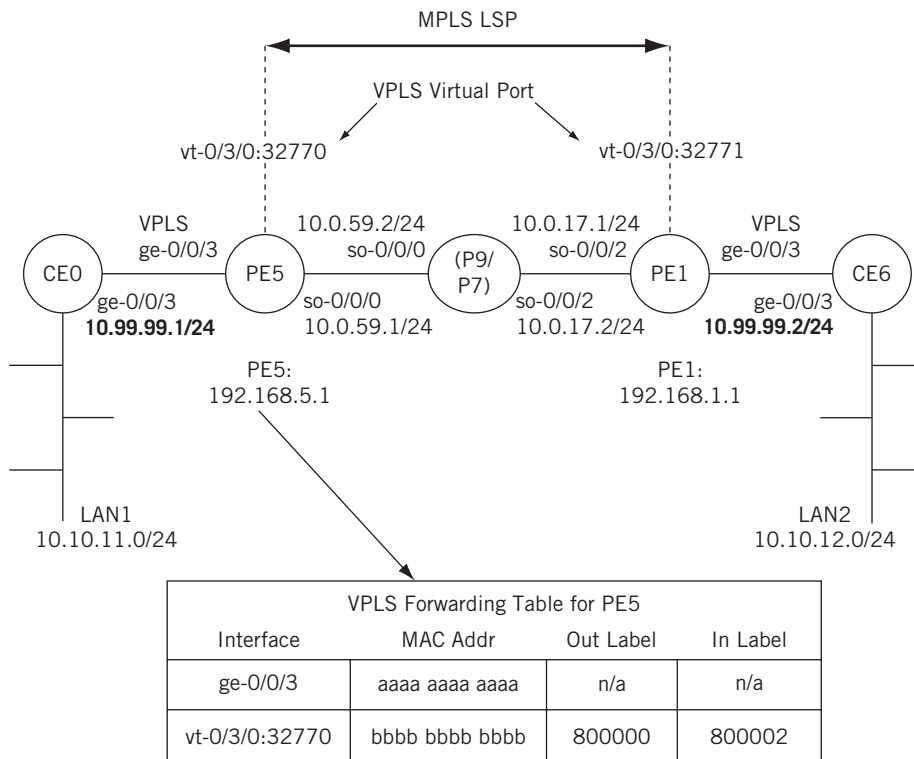 MPLS LSP
VPLS Virtual Port
vt-0/3/0:32770
vt-0/3/0:32771
VPLS
ge-0/0/3
10.0.59.2/24
so-0/0/0
10.0.17.1/24
so-0/0/2
VPLS
ge-0/0/3
CE0
PE5
(P9/
P7)
PE1
CE6
ge-0/0/3
10.99.99.1/24
so-0/0/0
10.0.59.1/24
so-0/0/2
10.0.17.2/24
ge-0/0/3
10.99.99.2/24
PE5:
192.168.5.1
PE1:
192.168.1.1
LAN1
10.10.11.0/24
LAN2
10.10.12.0/24
VPLS Forwarding Table for PE5
Interface MAC Addr Out Label In Label
ge-0/0/3 aaaa aaaa aaaa n/a n/a
vt-0/3/0:32770 bbbb bbbb bbbb 800000 800002